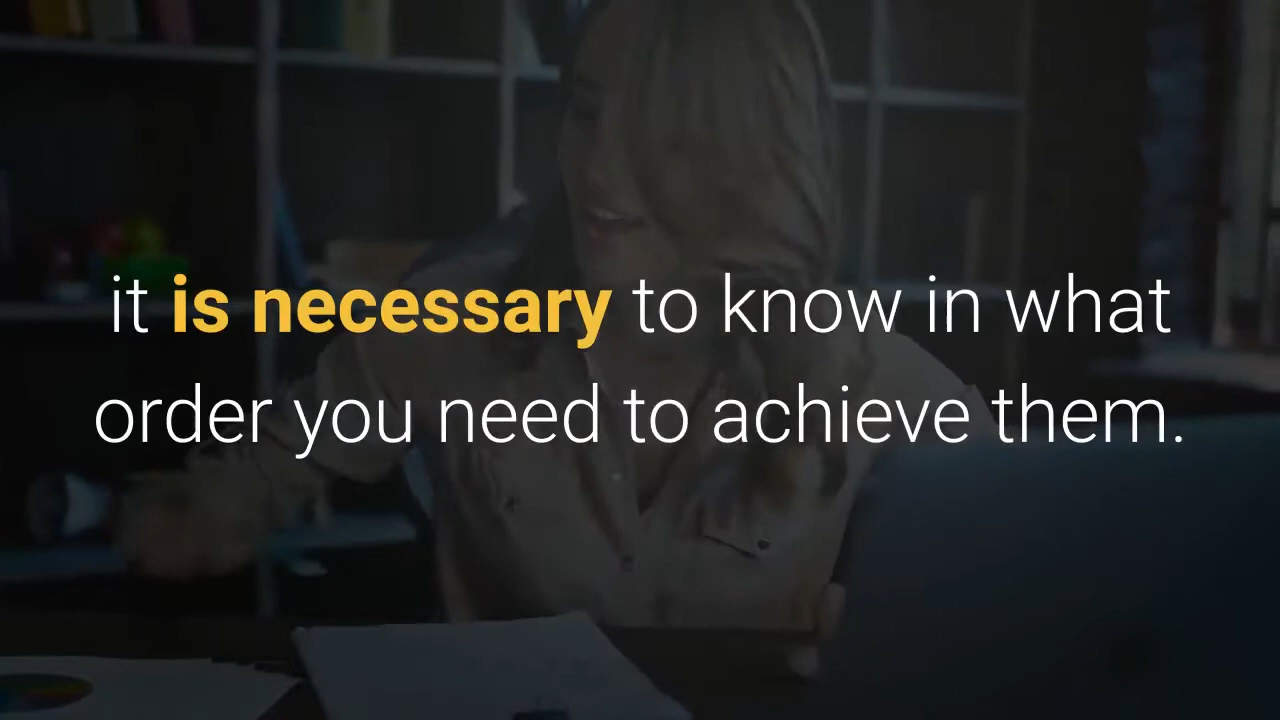 it is necessary to know in what
order you need to achieve them.